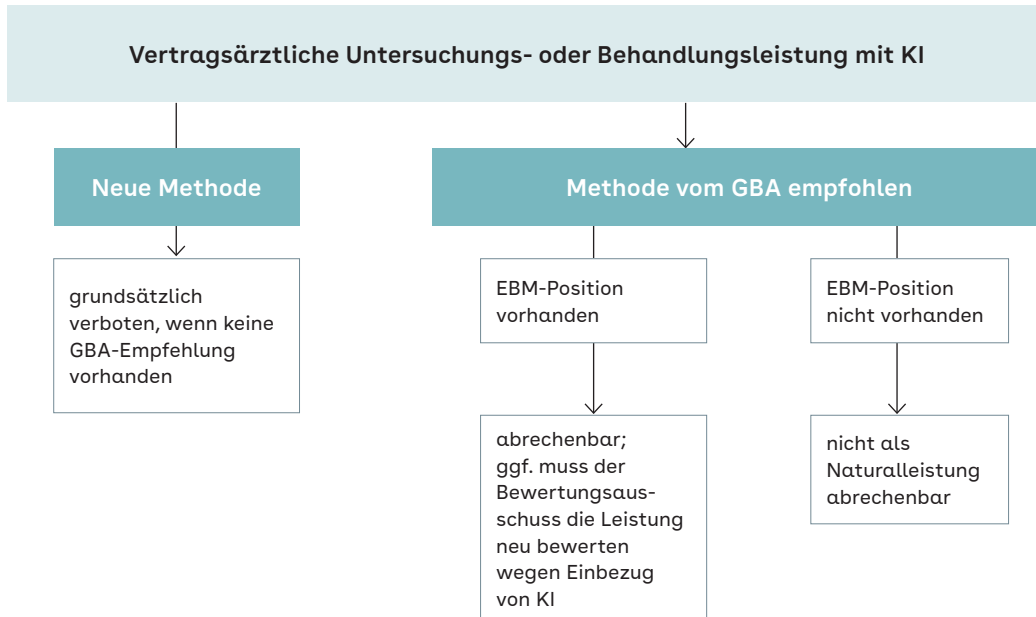 Vertragsärztliche Untersuchungs- oder Behandlungsleistung mit KI
Neue Methode
grundsätzlich
verboten, wenn keine
GBA-Empfehlung
vorhanden
Methode vom GBA empfohlen
EBM-Position
vorhanden
abrechenbar;
ggf. muss der
Bewertungsaus-
schuss die Leistung
neu bewerten
wegen Einbezug
von KI
EBM-Position
nicht vorhanden
nicht als
Naturalleistung
abrechenbar